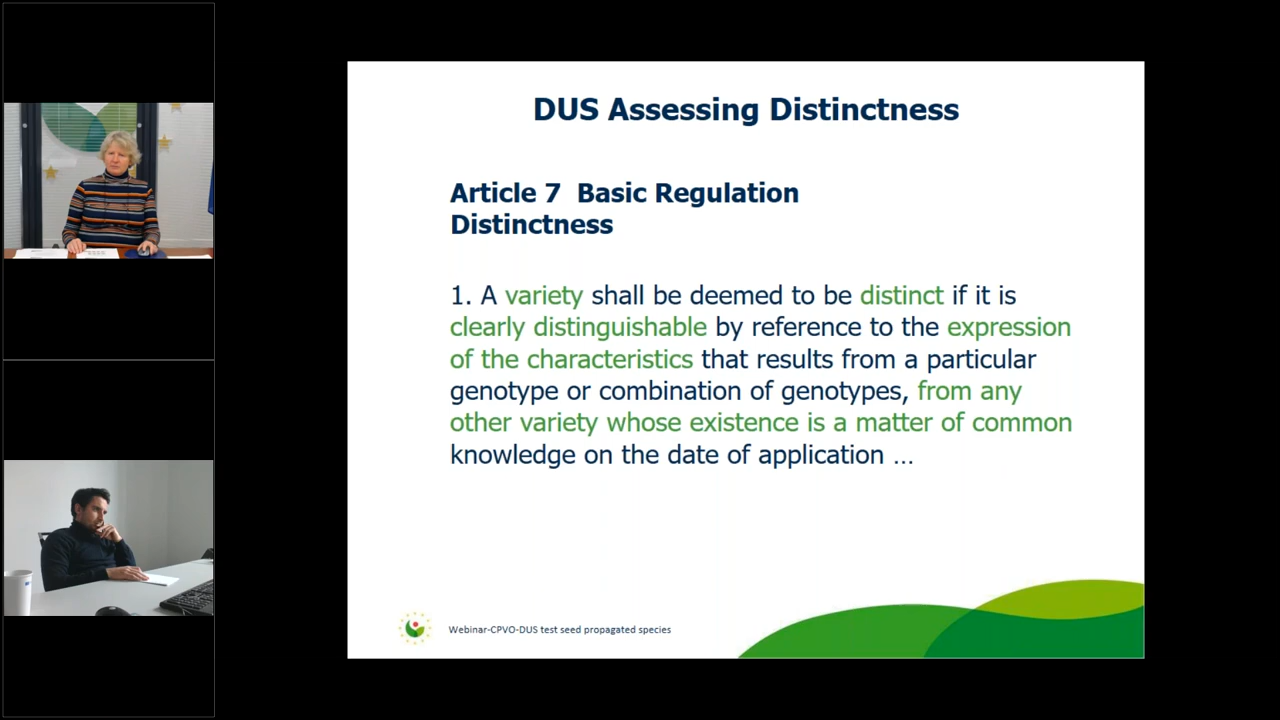 DUS Assessing Distinctness
Article 7 Basic Regulation
Distinctness
1. A variety shall be deemed to be distinct if it is
clearly distinguishable by reference to the expression
of the characteristics that results from a particular
genotype or combination of genotypes, from any
other variety whose existence is a matter of common
knowledge on the date of application ...
Webinar-CPVO-DUS test seed propagated species